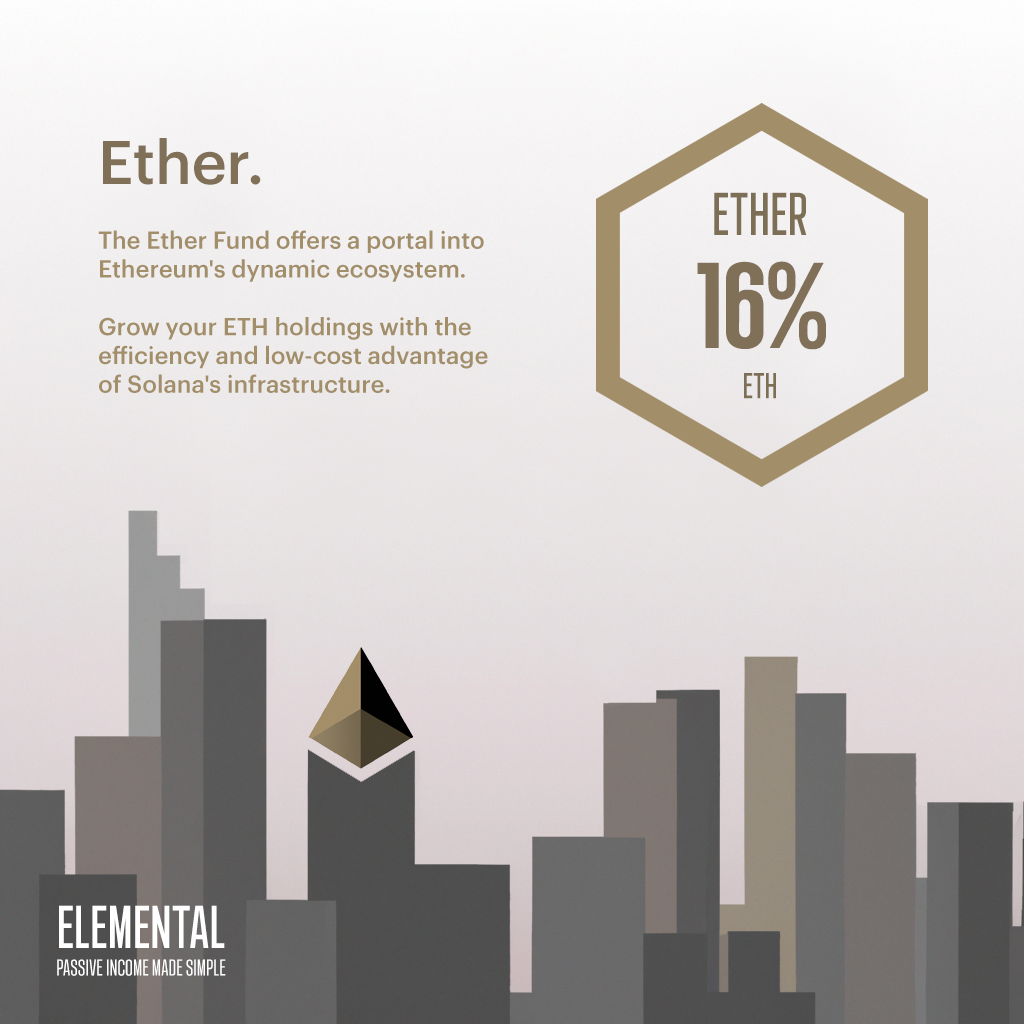 Ether.
The Ether Fund offers a portal into
Ethereum's dynamic ecosystem.
Grow your ETH holdings with the
efficiency and low-cost advantage
of Solana's infrastructure.
ETHER
16%
ETH
ELEMENTAL
PASSIVE INCOME MADE SIMPLE